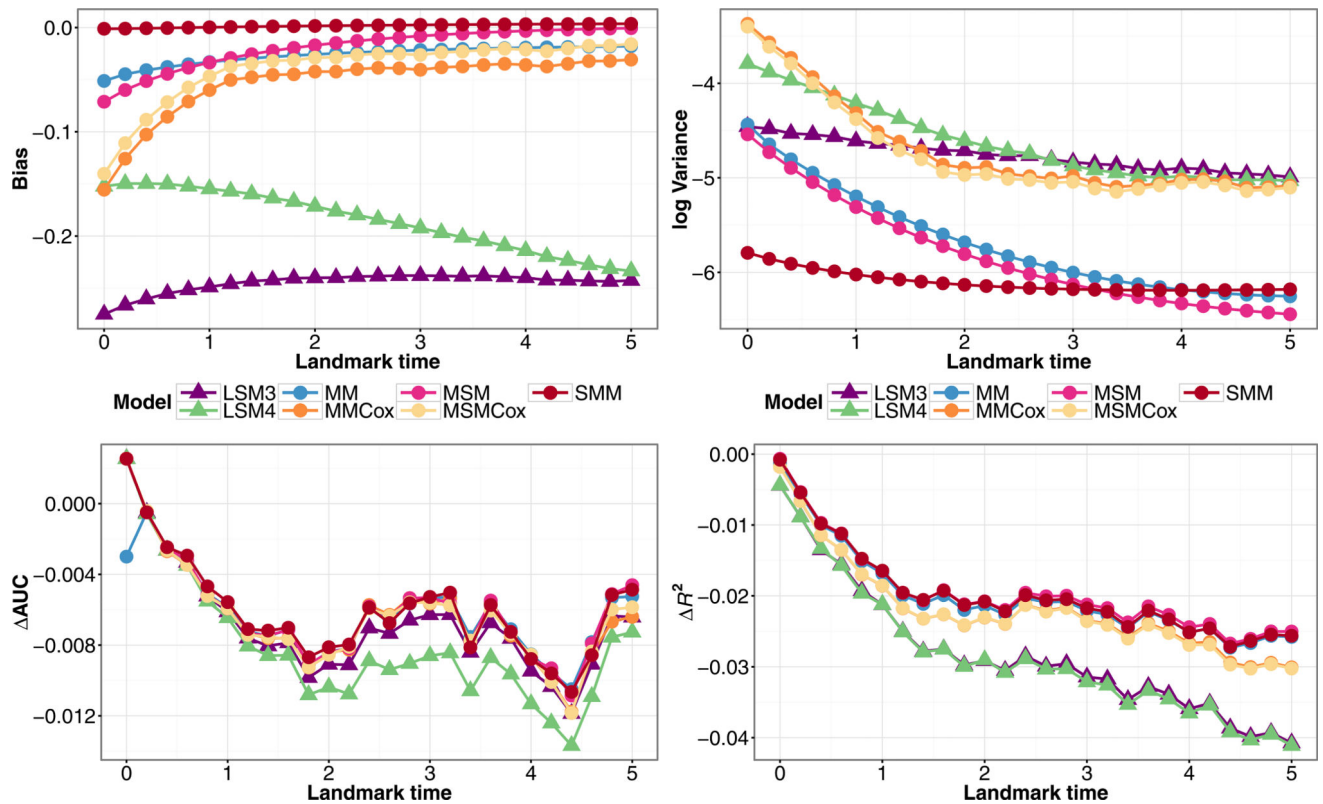 0.0
−0.1
−0.2
Bias
0 1 2 3 4 5
Landmark time
−4
−5
−6
log Variance
0 1 2 3 4 5
Landmark time
Model LSM3 MM MSM SMM
LSM4 MMCox MSMCox
Model LSM3 MM MSM SMM
LSM4 MMCox MSMCox
0.000
−0.004
−0.008
−0.012
ΔAUC
0 1 2 3 4 5
Landmark time
0.00
−0.01
−0.02
−0.03
−0.04
ΔR²
0 1 2 3 4 5
Landmark time